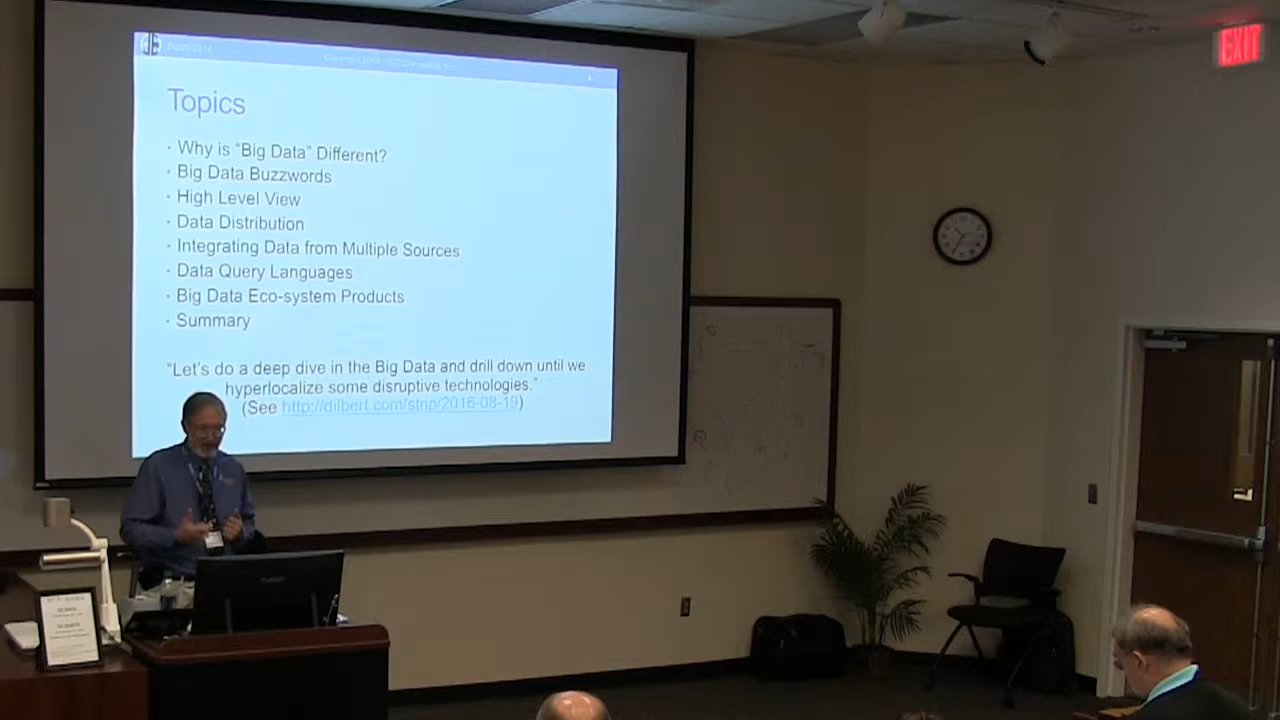 Topics
· Why is “Big Data” Different?
· Big Data Buzzwords
· High Level View
· Data Distribution
· Integrating Data from Multiple Sources
· Data Query Languages
· Big Data Eco-system Products
· Summary
“Let’s do a deep dive in the Big Data and drill down until we
hyperlocalize some disruptive technologies.”
(See http://dilbert.com/strip/2016-08-19)
EXIT